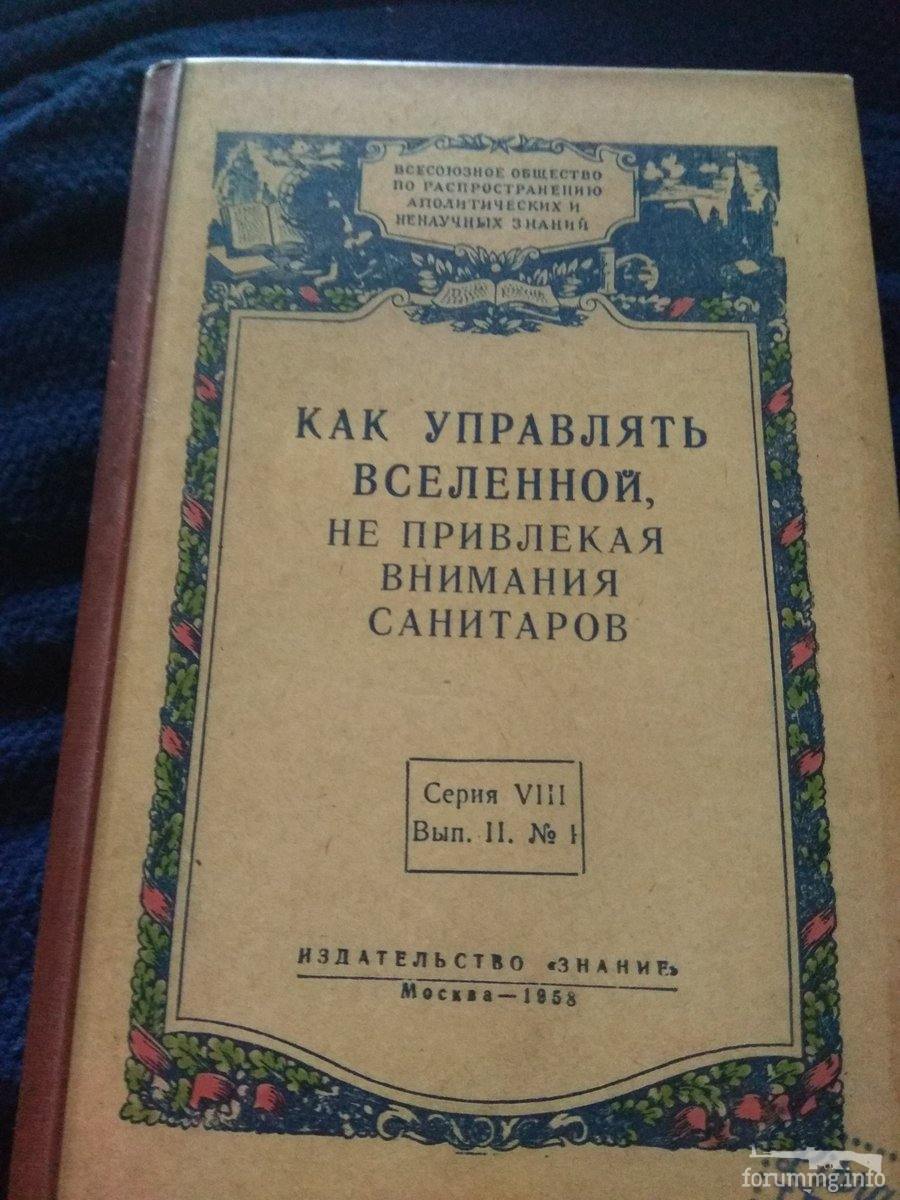 ВСЕСОЮЗНОЕ ОБЩЕСТВО
ПО РАСПРОСТРАНЕНИЮ
АПОЛИТИЧЕСКИХ И
НЕНАУЧНЫХ ЗНАНИЙ
КАК УПРАВЛЯТЬ
ВСЕЛЕННОЙ,
НЕ ПРИВЛЕКАЯ
ВНИМАНИЯ
САНИТАРОВ
Серия VIII
Вып. II. № 1
ИЗДАТЕЛЬСТВО «ЗНАНИЕ»
Москва—1958
forummg.info